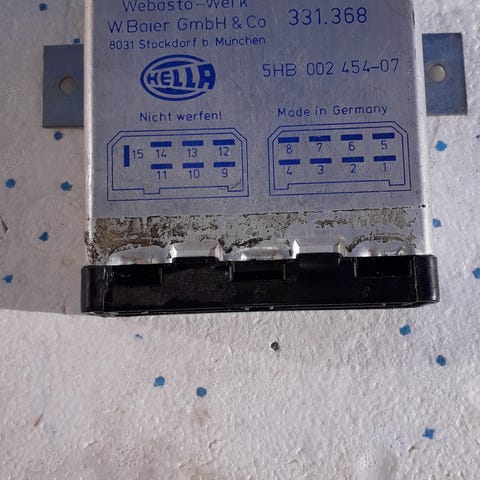 Webasto-Werk
W. Baier GmbH & Co 331.368
8031 Stockdorf b. München
HELLA 5HB 002 454-07
Nicht werfen! Made in Germany
15 14 13 12 8 7 6 5
11 10 9 4 3 2 1